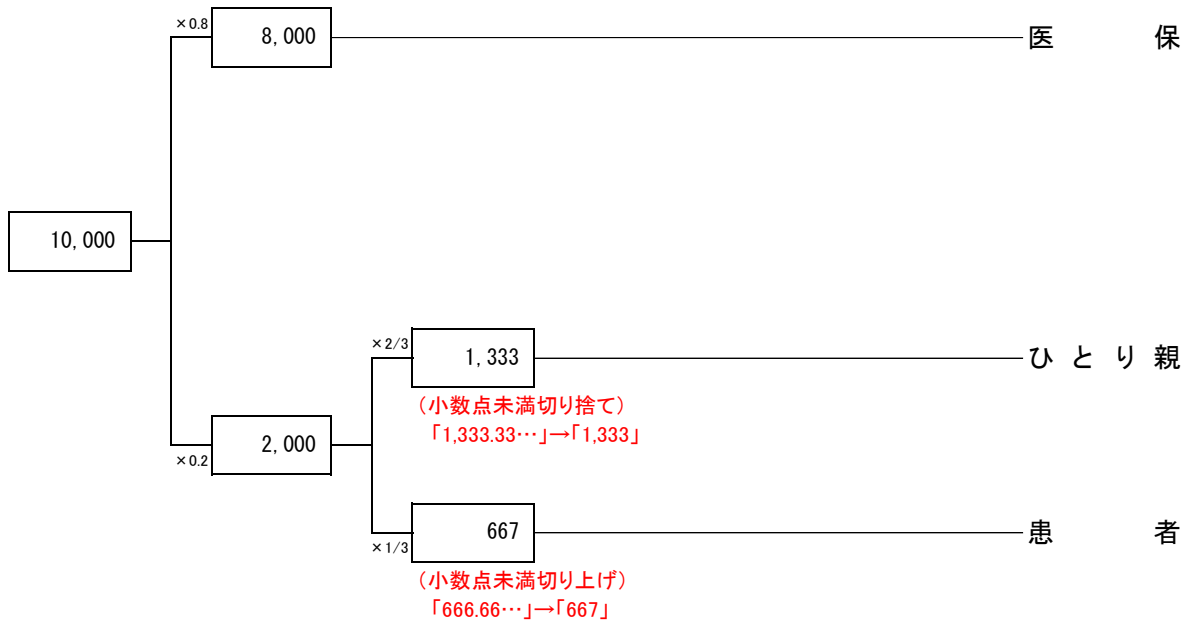 ×0.8
8,000
医保
10,000
×2/3
1,333
ひとり親
(小数点未満切り捨て)
「1,333.33…」→「1,333」
×0.2
2,000
667
患者
×1/3
(小数点未満切り上げ)
「666.66…」→「667」